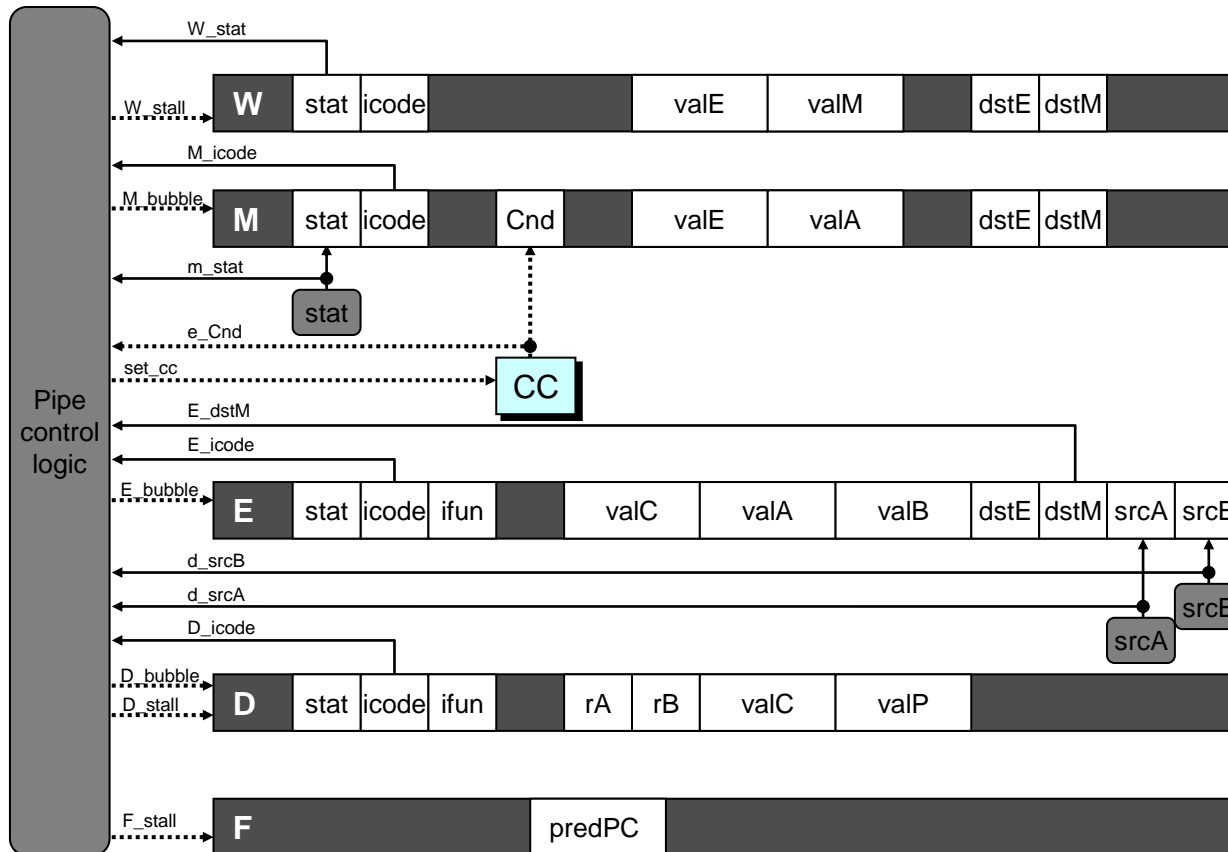 W_stat
W_stall
W stat icode valE valM dstE dstM
M_icode
M_bubble
M stat icode Cnd valE valA dstE dstM
m_stat
stat
e_Cnd
set_cc
CC
Pipe
control
logic
E_dstM
E_icode
E_bubble
E stat icode ifun valC valA valB dstE dstM srcA srcB
d_srcB
srcB
d_srcA
srcA
D_icode
D_bubble
D_stall
D stat icode ifun rA rB valC valP
F_stall
F predPC